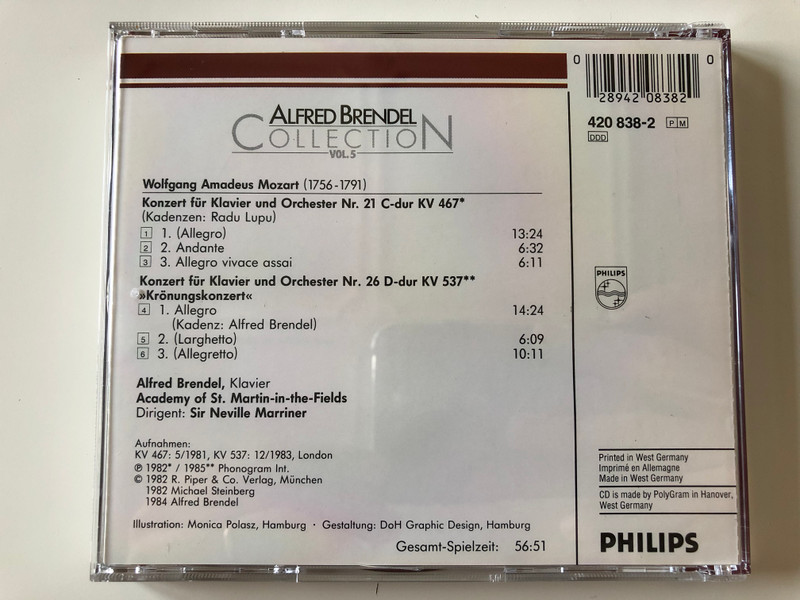 ALFRED BRENDEL
COLLECTION
VOL. 5
Wolfgang Amadeus Mozart (1756-1791)
Konzert für Klavier und Orchester Nr. 21 C-dur KV 467*
(Kadenzen: Radu Lupu)
1 1. (Allegro) 13:24
2 2. Andante 6:32
3 3. Allegro vivace assai 6:11
Konzert für Klavier und Orchester Nr. 26 D-dur KV 537**
»Krönungskonzert«
4 1. Allegro 14:24
(Kadenz: Alfred Brendel)
5 2. (Larghetto) 6:09
6 3. (Allegretto) 10:11
Alfred Brendel, Klavier
Academy of St. Martin-in-the-Fields
Dirigent: Sir Neville Marriner
Aufnahmen:
KV 467: 5/1981, KV 537: 12/1983, London
℗ 1982* / 1985** Phonogram Int.
© 1982 R. Piper & Co. Verlag, München
1982 Michael Steinberg
1984 Alfred Brendel
Illustration: Monica Polasz, Hamburg · Gestaltung: DoH Graphic Design, Hamburg
Gesamt-Spielzeit: 56:51
0 28942 08382 0
420 838-2 P M
DDD
PHILIPS
Printed in West Germany
Imprimé en Allemagne
Made in West Germany
CD is made by PolyGram in Hanover,
West Germany
PHILIPS